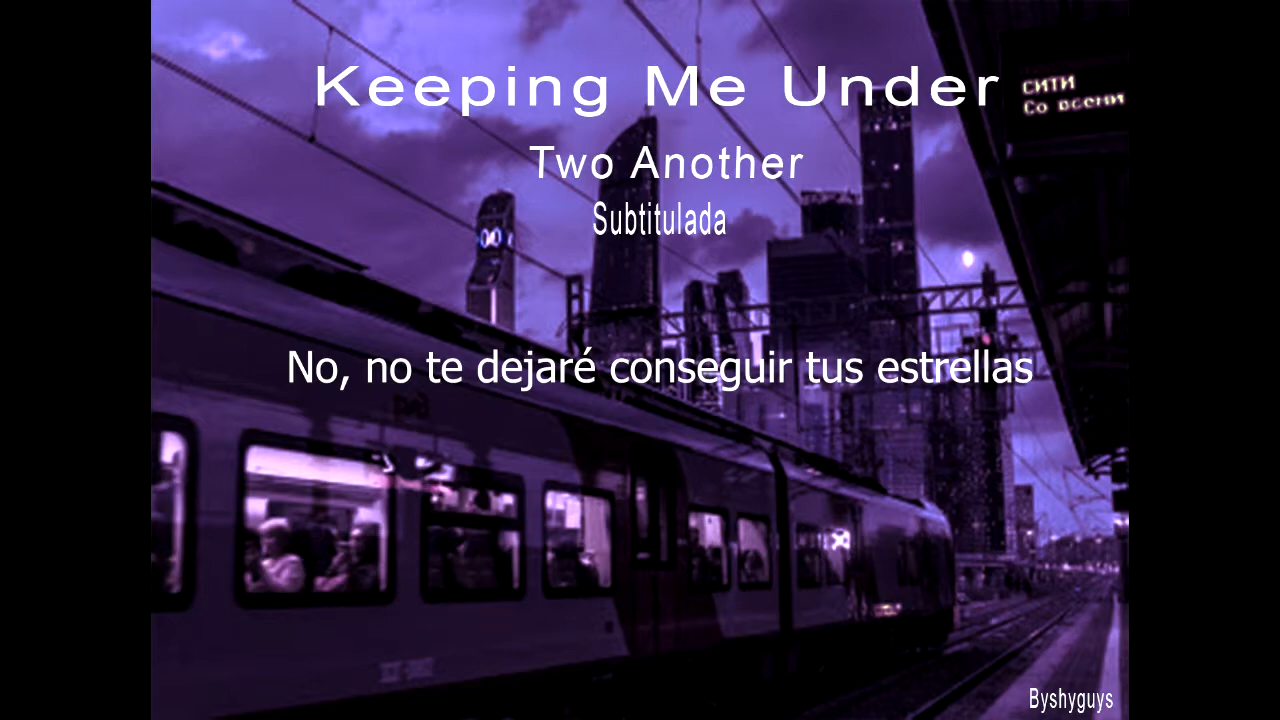 Keeping Me Under
СИТИ
Со всеми
Two Another
Subtitulada
No, no te dejaré conseguir tus estrellas
Byshyguys